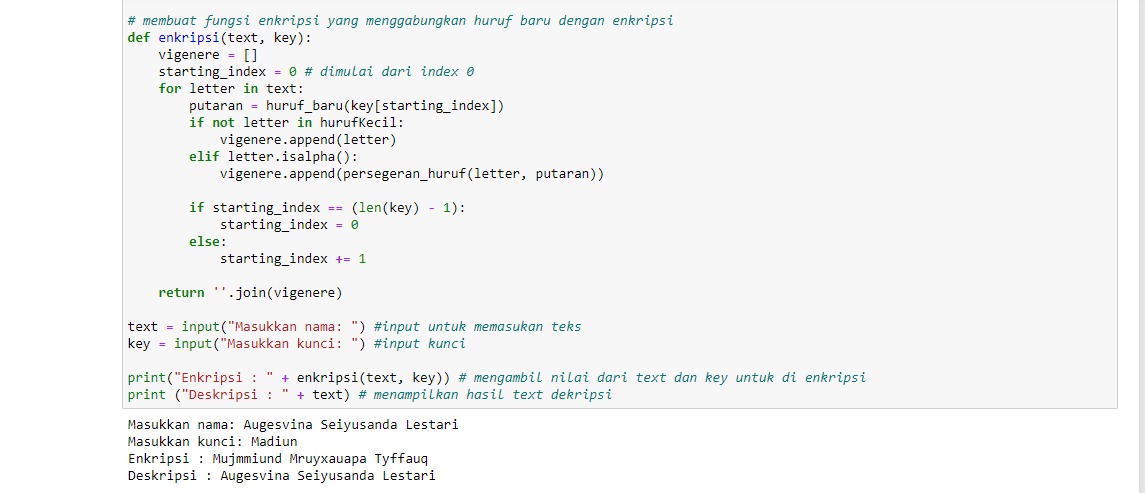 # membuat fungsi enkripsi yang menggabungkan huruf baru dengan enkripsi
def enkripsi(text, key):
    vigenere = []
    starting_index = 0 # dimulai dari index 0
    for letter in text:
        putaran = huruf_baru(key[starting_index])
        if not letter in hurufKecil:
            vigenere.append(letter)
        elif letter.isalpha():
            vigenere.append(persegeran_huruf(letter, putaran))
        if starting_index == (len(key) - 1):
            starting_index = 0
        else:
            starting_index += 1
    return ''.join(vigenere)
text = input("Masukkan nama: ") #input untuk memasukan teks
key = input("Masukkan kunci: ") #input kunci
print("Enkripsi : " + enkripsi(text, key)) # mengambil nilai dari text dan key untuk di enkripsi
print ("Deskripsi : " + text) # menampilkan hasil text dekripsi
Masukkan nama: Augesvina Seiyusanda Lestari
Masukkan kunci: Madiun
Enkripsi : Mujmmiund Mruyxauapa Tyffauq
Deskripsi : Augesvina Seiyusanda Lestari